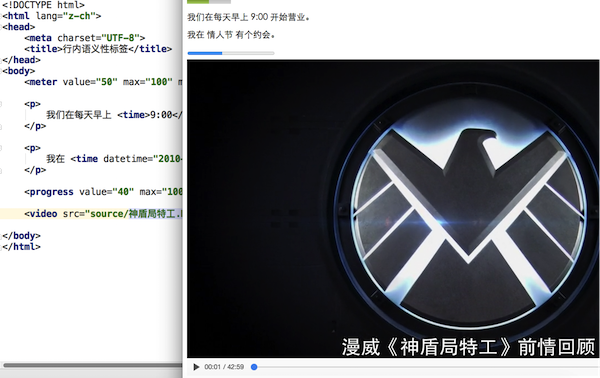 <!DOCTYPE html>
<html lang="z-ch">
<head>
<meta charset="UTF-8">
<title>行内语义性标签</title>
</head>
<body>
<meter value="50" max="100" m
<p>
我们在每天早上 <time>9:00</
</p>
<p>
我在 <time datetime="2010-
</p>
<progress value="40" max="100
<video src="source/神盾局特工.
</body>
</html>
我们在每天早上 9:00 开始营业。
我在 情人节 有个约会。
漫威《神盾局特工》前情回顾
00:01 / 42:59